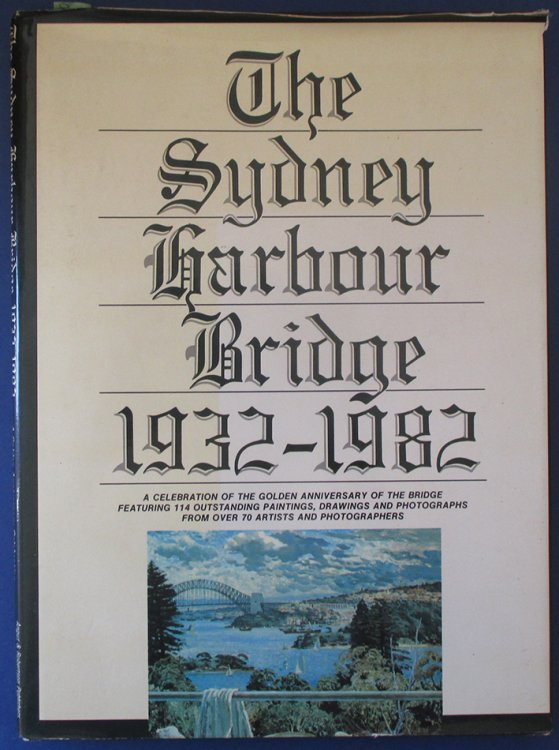 The
Sydney
Harbour
Bridge
1932-1982
A CELEBRATION OF THE GOLDEN ANNIVERSARY OF THE BRIDGE
FEATURING 114 OUTSTANDING PAINTINGS, DRAWINGS AND PHOTOGRAPHS
FROM OVER 70 ARTISTS AND PHOTOGRAPHERS